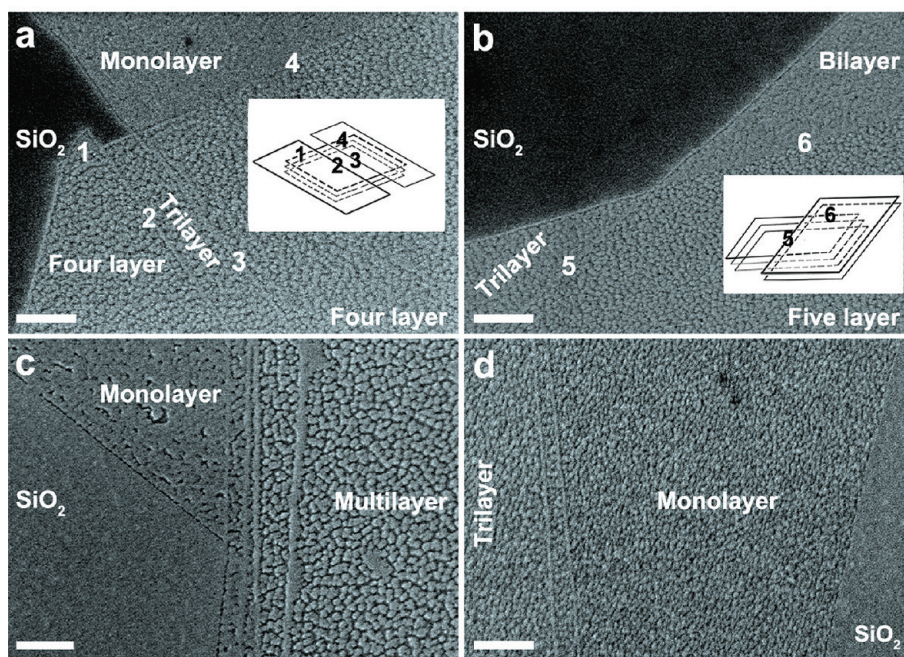 a
Monolayer
4
SiO2
1
2
Trilayer
3
Four layer
Four layer
1
4
2
3
b
Bilayer
SiO2
6
Trilayer
5
Five layer
6
5
c
Monolayer
SiO2
Multilayer
d
Trilayer
Monolayer
SiO2